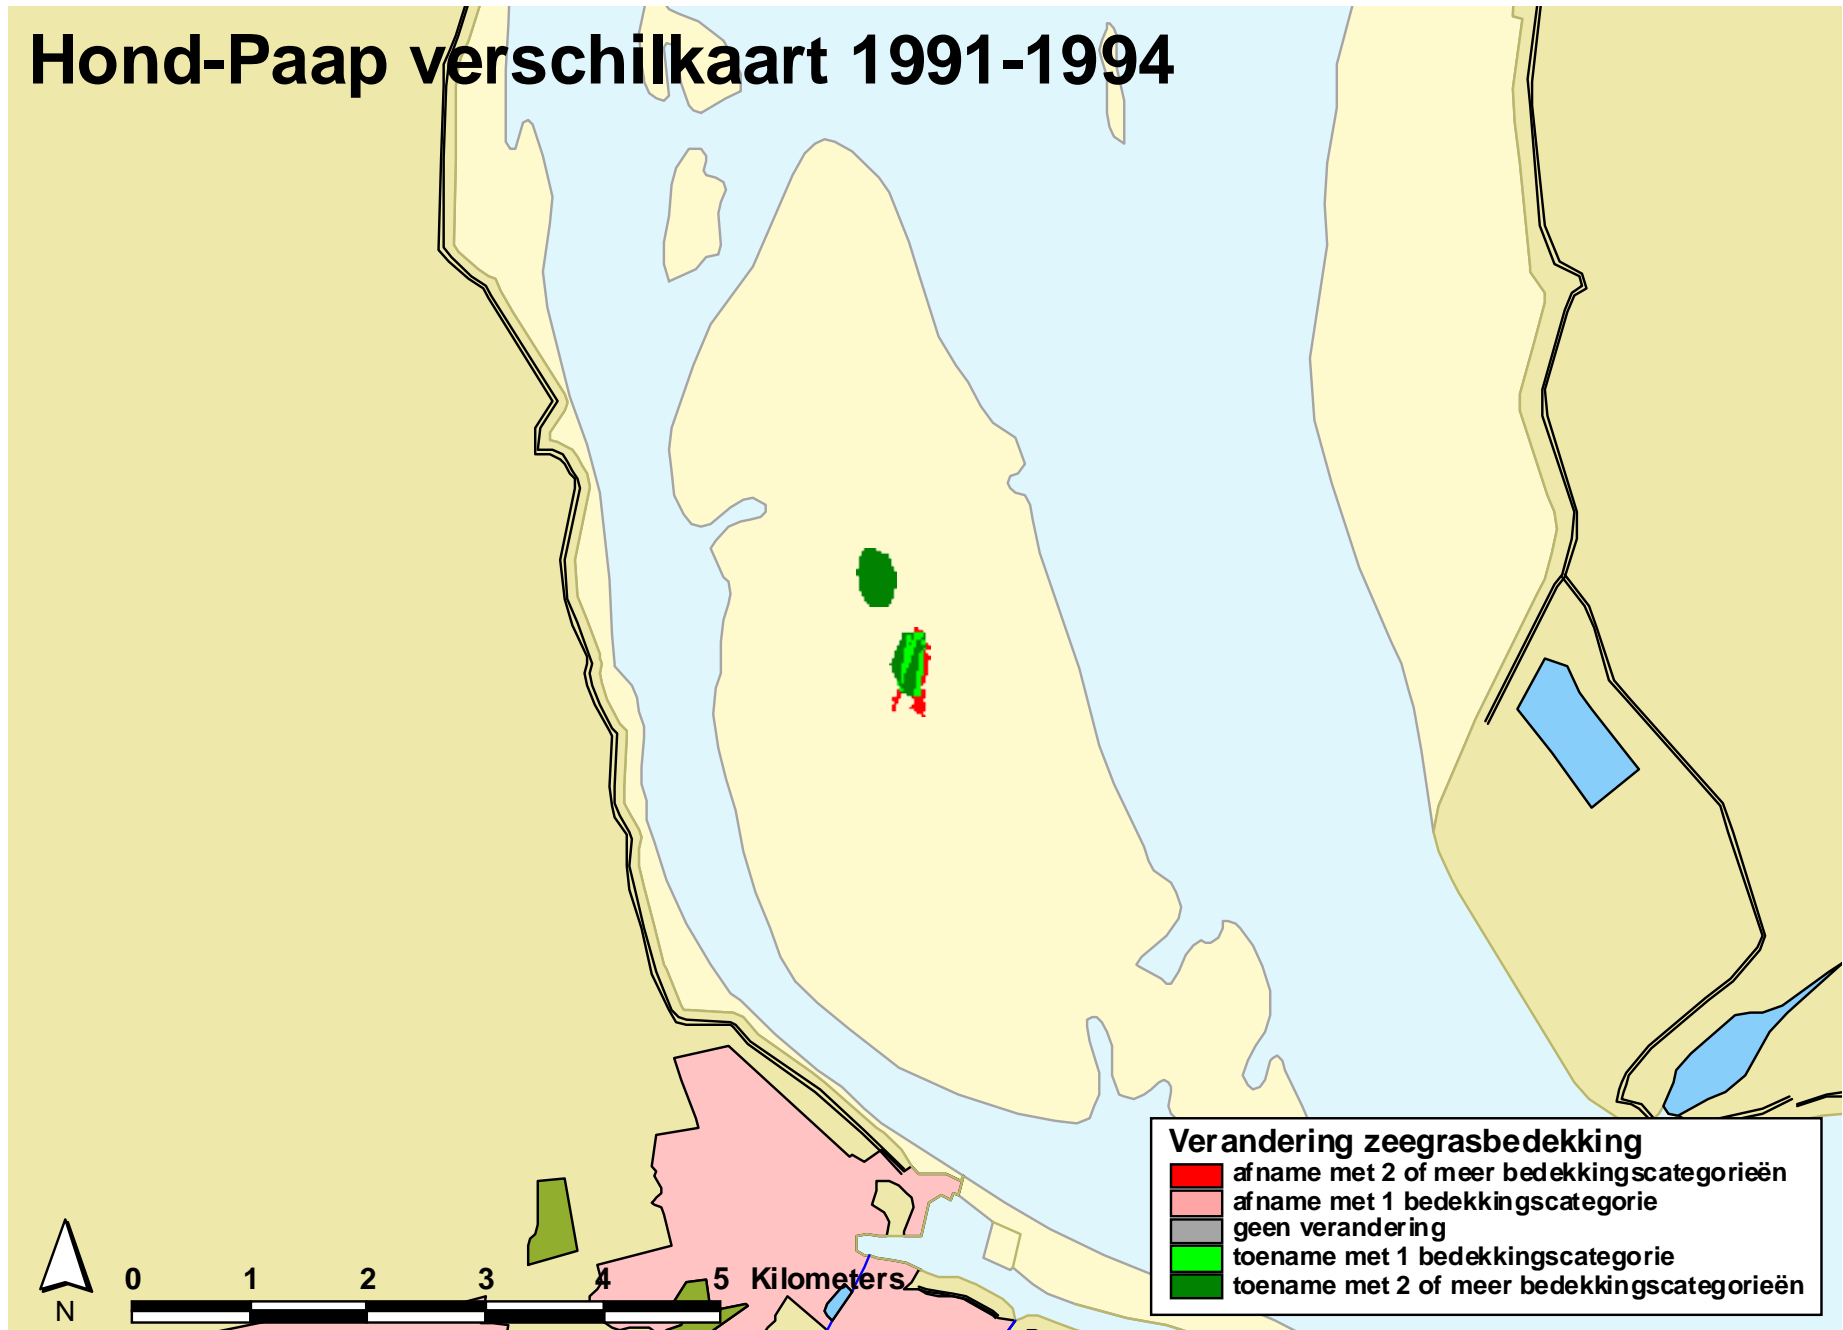 Hond-Paap verschilkaart 1991-1994
Verandering zeegrasbedekking
afname met 2 of meer bedekkingscategorieën
afname met 1 bedekkingscategorie
geen verandering
toename met 1 bedekkingscategorie
toename met 2 of meer bedekkingscategorieën
0 1 2 3 4 5 Kilometers
N